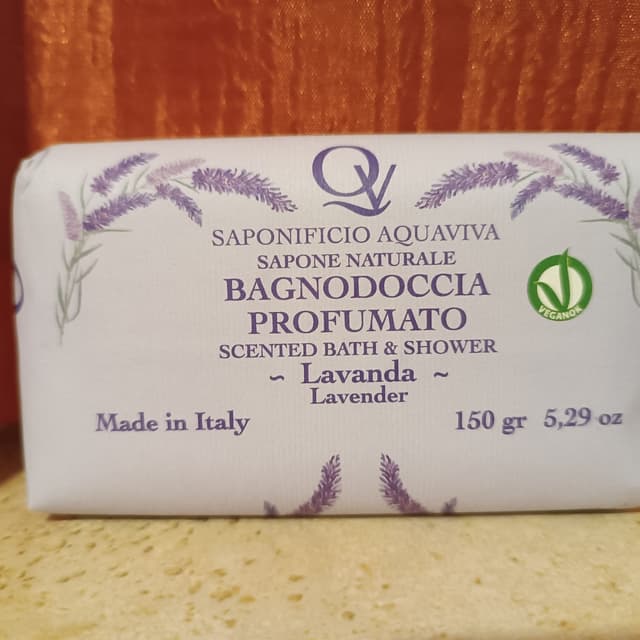 QV
SAPONIFICIO AQUAVIVA
SAPONE NATURALE
BAGNODOCCIA
PROFUMATO
SCENTED BATH & SHOWER
~ Lavanda ~
Lavender
VEGANOK
Made in Italy
150 gr 5,29 oz